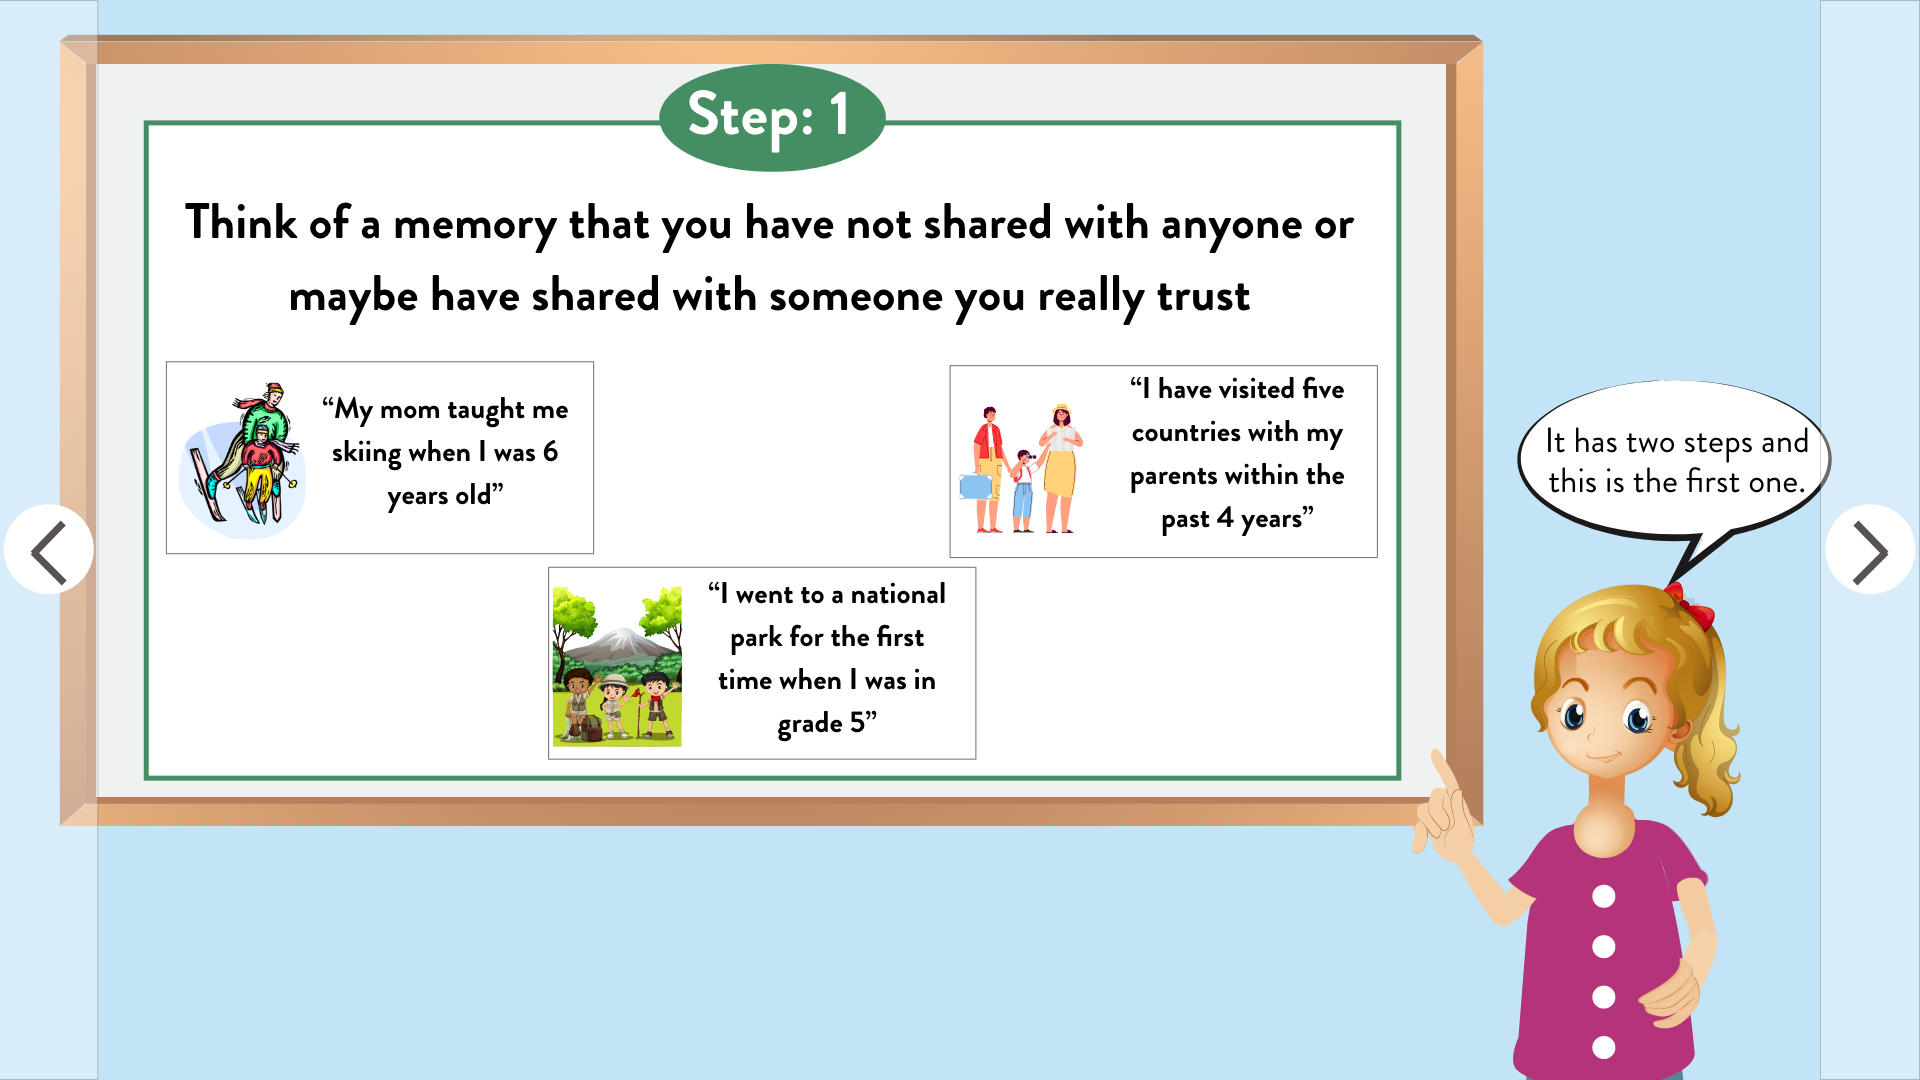 Step: 1
Think of a memory that you have not shared with anyone or
maybe have shared with someone you really trust
“My mom taught me
skiing when I was 6
years old”
“I have visited five
countries with my
parents within the
past 4 years”
“I went to a national
park for the first
time when I was in
grade 5”
It has two steps and
this is the first one.